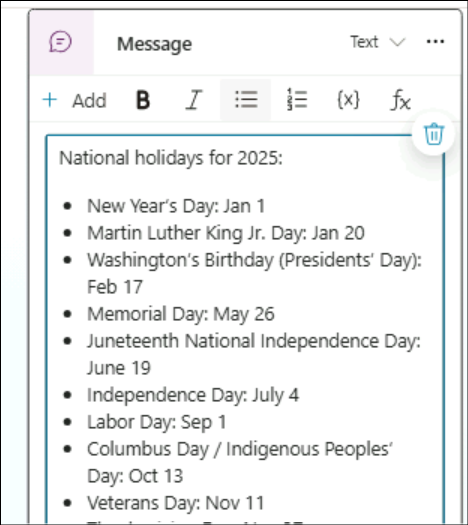 Message
Text
+ Add B I {x} fx
National holidays for 2025:
• New Year's Day: Jan 1
• Martin Luther King Jr. Day: Jan 20
• Washington's Birthday (Presidents' Day):
Feb 17
• Memorial Day: May 26
• Juneteenth National Independence Day:
June 19
• Independence Day: July 4
• Labor Day: Sep 1
• Columbus Day / Indigenous Peoples'
Day: Oct 13
• Veterans Day: Nov 11